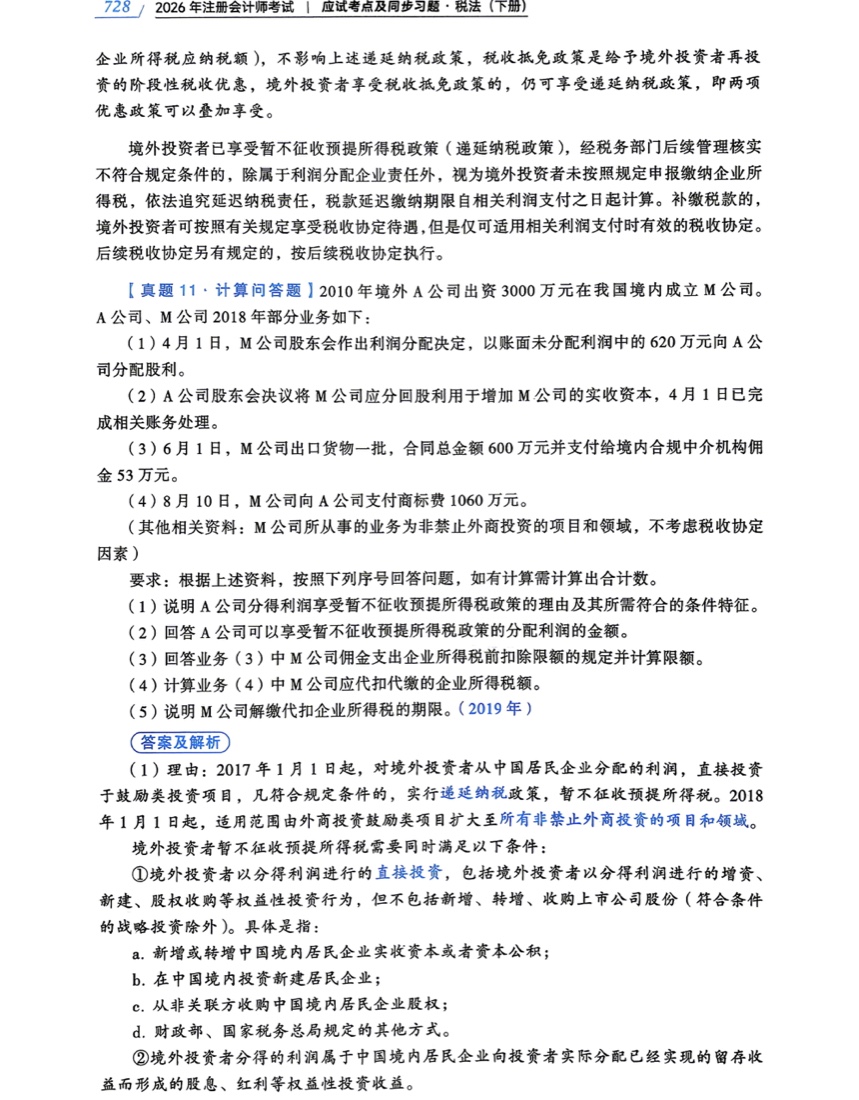 728 / 2026年注册会计师考试 | 应试考点及同步习题·税法（下册）
企业所得税应纳税额），不影响上述递延纳税政策，税收抵免政策是给予境外投资者再投
资的阶段性税收优惠，境外投资者享受税收抵免政策的，仍可享受递延纳税政策，即两项
优惠政策可以叠加享受。
境外投资者已享受暂不征收预提所得税政策（递延纳税政策），经税务部门后续管理核实
不符合规定条件的，除属于利润分配企业责任外，视为境外投资者未按照规定申报缴纳企业所
得税，依法追究延迟纳税责任，税款延迟缴纳期限自相关利润支付之日起计算。补缴税款的，
境外投资者可按照有关规定享受税收协定待遇，但是仅可适用相关利润支付时有效的税收协定。
后续税收协定另有规定的，按后续税收协定执行。
【真题11·计算问答题】2010年境外A公司出资3000万元在我国境内成立M公司。
A公司、M公司2018年部分业务如下：
（1）4月1日，M公司股东会作出利润分配决定，以账面未分配利润中的620万元向A公
司分配股利。
（2）A公司股东会决议将M公司应分回股利用于增加M公司的实收资本，4月1日已完
成相关账务处理。
（3）6月1日，M公司出口货物一批，合同总金额600万元并支付给境内合规中介机构佣
金53万元。
（4）8月10日，M公司向A公司支付商标费1060万元。
（其他相关资料：M公司所从事的业务为非禁止外商投资的项目和领域，不考虑税收协定
因素）
要求：根据上述资料，按照下列序号回答问题，如有计算需计算出合计数。
（1）说明A公司分得利润享受暂不征收预提所得税政策的理由及其所需符合的条件特征。
（2）回答A公司可以享受暂不征收预提所得税政策的分配利润的金额。
（3）回答业务（3）中M公司佣金支出企业所得税前扣除限额的规定并计算限额。
（4）计算业务（4）中M公司应代扣代缴的企业所得税额。
（5）说明M公司解缴代扣企业所得税的期限。（2019年）
答案及解析
（1）理由：2017年1月1日起，对境外投资者从中国居民企业分配的利润，直接投资
于鼓励类投资项目，凡符合规定条件的，实行递延纳税政策，暂不征收预提所得税。2018
年1月1日起，适用范围由外商投资鼓励类项目扩大至所有非禁止外商投资的项目和领域。
境外投资者暂不征收预提所得税需要同时满足以下条件：
①境外投资者以分得利润进行的直接投资，包括境外投资者以分得利润进行的增资、
新建、股权收购等权益性投资行为，但不包括新增、转增、收购上市公司股份（符合条件
的战略投资除外）。具体是指：
a. 新增或转增中国境内居民企业实收资本或者资本公积；
b. 在中国境内投资新建居民企业；
c. 从非关联方收购中国境内居民企业股权；
d. 财政部、国家税务总局规定的其他方式。
②境外投资者分得的利润属于中国境内居民企业向投资者实际分配已经实现的留存收
益而形成的股息、红利等权益性投资收益。